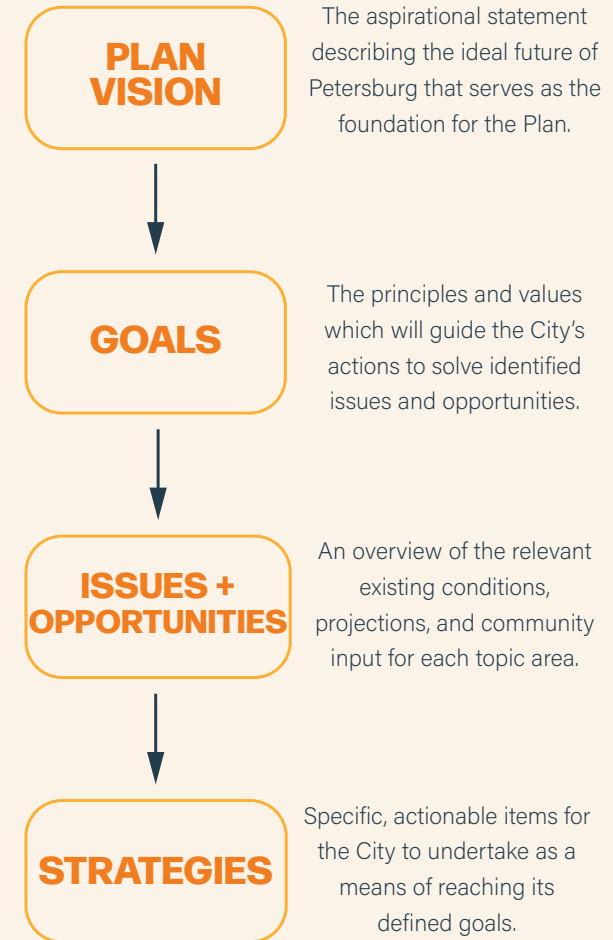 PLAN
VISION
The aspirational statement
describing the ideal future of
Petersburg that serves as the
foundation for the Plan.
GOALS
The principles and values
which will guide the City’s
actions to solve identified
issues and opportunities.
ISSUES +
OPPORTUNITIES
An overview of the relevant
existing conditions,
projections, and community
input for each topic area.
STRATEGIES
Specific, actionable items for
the City to undertake as a
means of reaching its
defined goals.